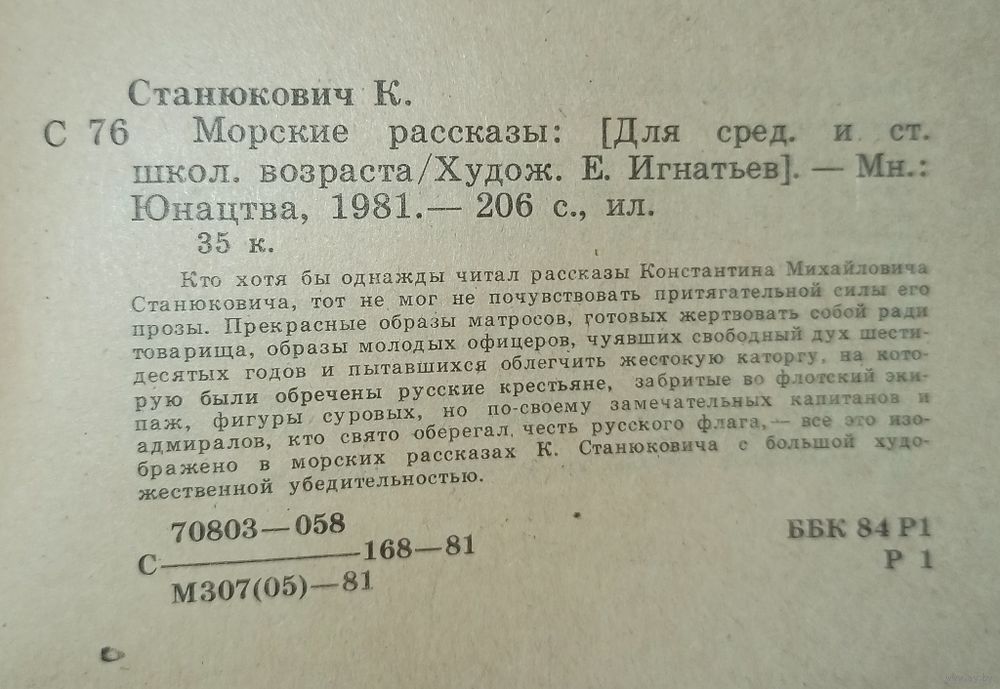 Станюкович К.
С 76 Морские рассказы: [Для сред. и ст.
школ. возраста/Худож. Е. Игнатьев]. — Мн.:
Юнацтва, 1981.— 206 с., ил.
35 к.
Кто хотя бы однажды читал рассказы Константина Михайловича
Станюковича, тот не мог не почувствовать притягательной силы его
прозы. Прекрасные образы матросов, готовых жертвовать собой ради
товарища, образы молодых офицеров, чуявших свободный дух шести-
десятых годов и пытавшихся облегчить жестокую каторгу, на кото-
рую были обречены русские крестьяне, забритые во флотский эки-
паж, фигуры суровых, но по-своему замечательных капитанов и
адмиралов, кто свято оберегал честь русского флага,— все это изо-
бражено в морских рассказах К. Станюковича с большой худо-
жественной убедительностью.
70803—058
С————168—81
М307(05)—81
ББК 84 Р1
Р 1
www.ay.by